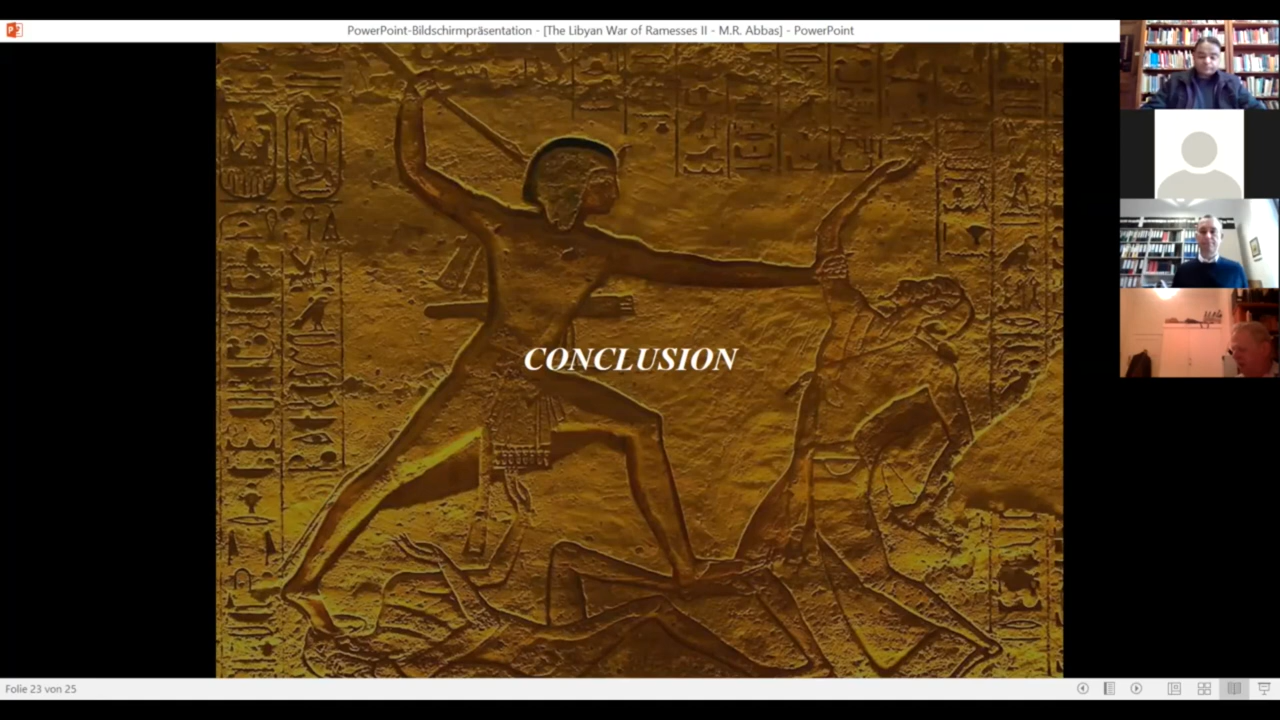 PowerPoint-Bildschirmpräsentation - [The Libyan War of Ramesses II - M.R. Abbas] - PowerPoint
CONCLUSION
Folie 23 von 25